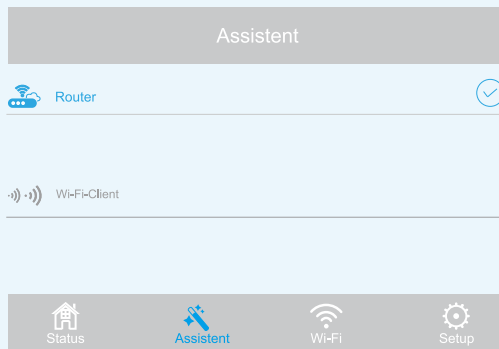 Assistent
Router
Wi-Fi-Client
Status Assistent Wi-Fi Setup